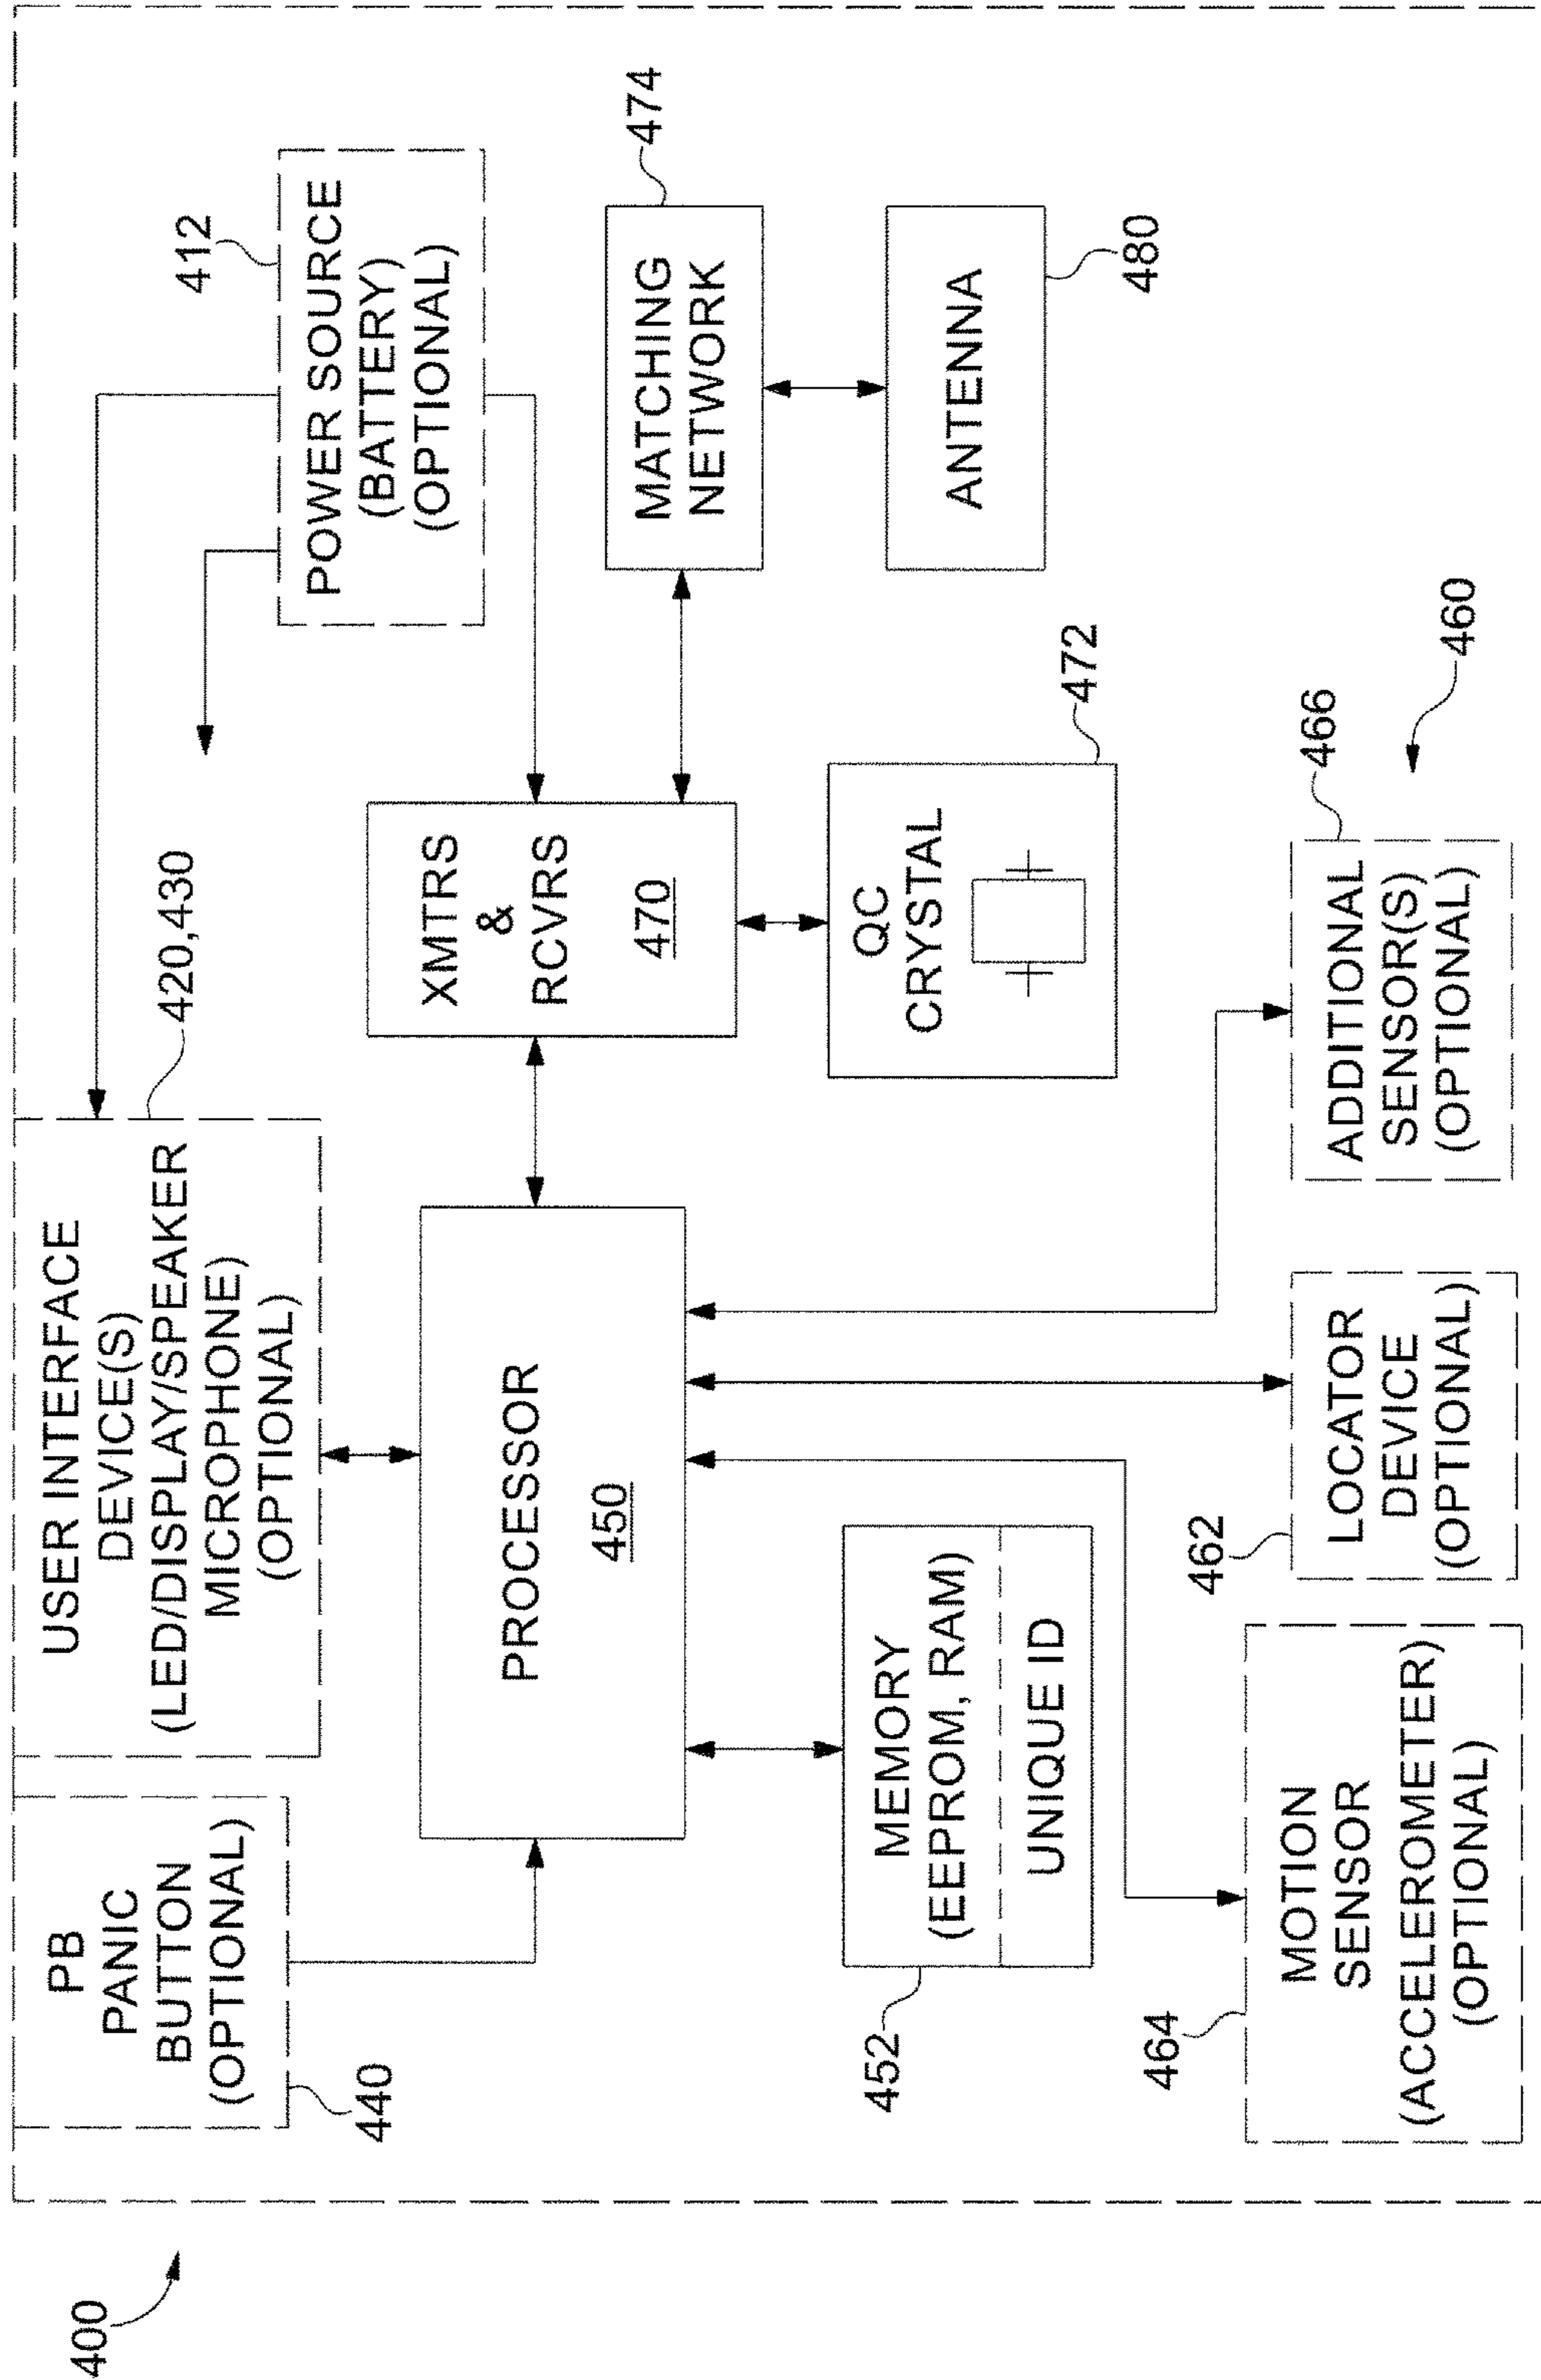 400
PB
PANIC
BUTTON
(OPTIONAL)
440
USER INTERFACE
DEVICE(S)
(LED/DISPLAY/SPEAKER
MICROPHONE)
(OPTIONAL)
420,430
412
POWER SOURCE
(BATTERY)
(OPTIONAL)
PROCESSOR
450
XMTRS
&
RCVRS
470
MATCHING
NETWORK
474
452
MEMORY
(EEPROM, RAM)
UNIQUE ID
QC
CRYSTAL
472
ANTENNA
480
464
MOTION
SENSOR
(ACCELEROMETER)
(OPTIONAL)
462
LOCATOR
DEVICE
(OPTIONAL)
ADDITIONAL
SENSOR(S)
(OPTIONAL)
466
460